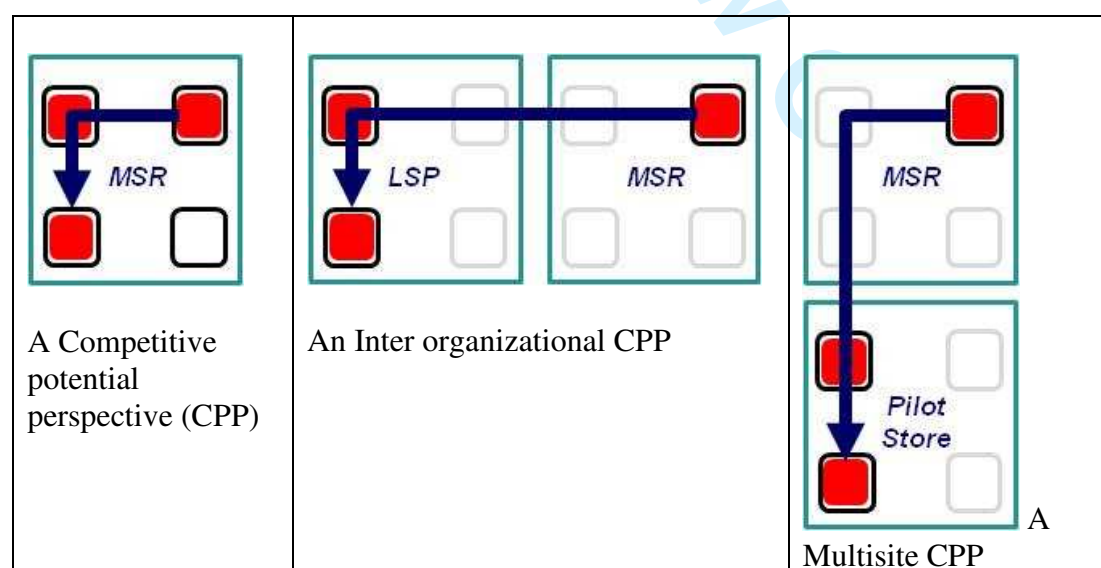 MSR
A Competitive
potential
perspective (CPP)
LSP
MSR
An Inter organizational CPP
MSR
Pilot
Store
A
Multisite CPP